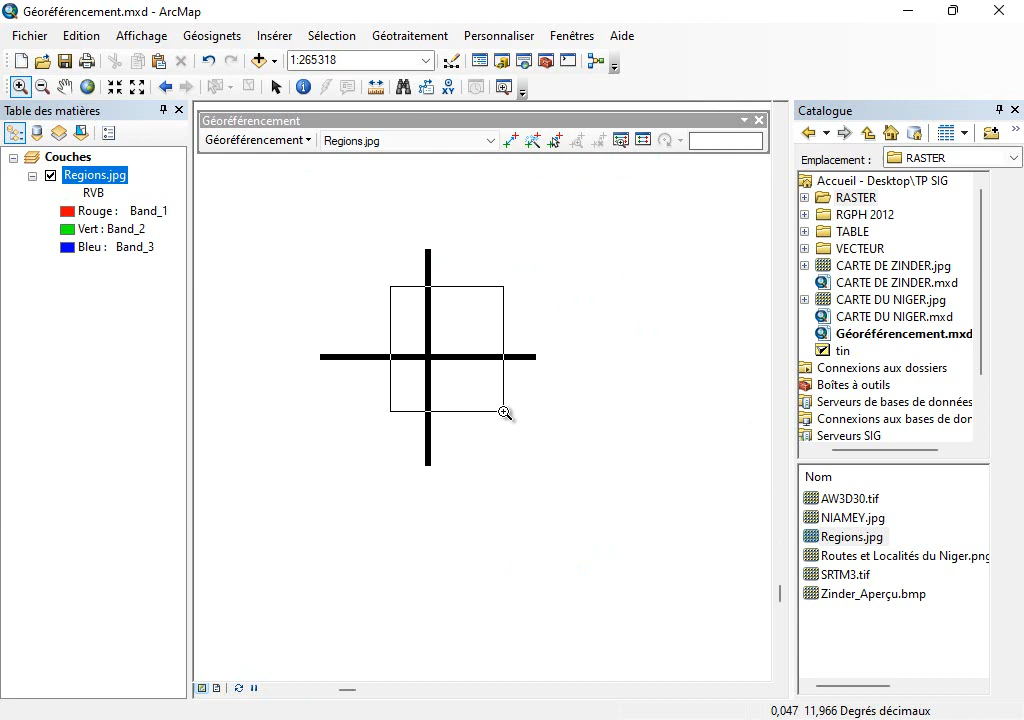 Géoréférencement.mxd - ArcMap
Fichier Edition Affichage Géosignets Insérer Sélection Géotraitement Personnaliser Fenêtres Aide
1:265318
Table des matières
Couches
Regions.jpg
RVB
Rouge : Band_1
Vert : Band_2
Bleu : Band_3
Géoréférencement
Géoréférencement Regions.jpg
Catalogue
Emplacement : RASTER
Accueil - Desktop\TP SIG
RASTER
RGPH 2012
TABLE
VECTEUR
CARTE DE ZINDER.jpg
CARTE DE ZINDER.mxd
CARTE DU NIGER.jpg
CARTE DU NIGER.mxd
Géoréférencement.mxd
tin
Connexions aux dossiers
Boîtes à outils
Serveurs de bases de données
Connexions aux bases de don
Serveurs SIG
Nom
AW3D30.tif
NIAMEY.jpg
Regions.jpg
Routes et Localités du Niger.png
SRTM3.tif
Zinder_Aperçu.bmp
0,047 11,966 Degrés décimaux